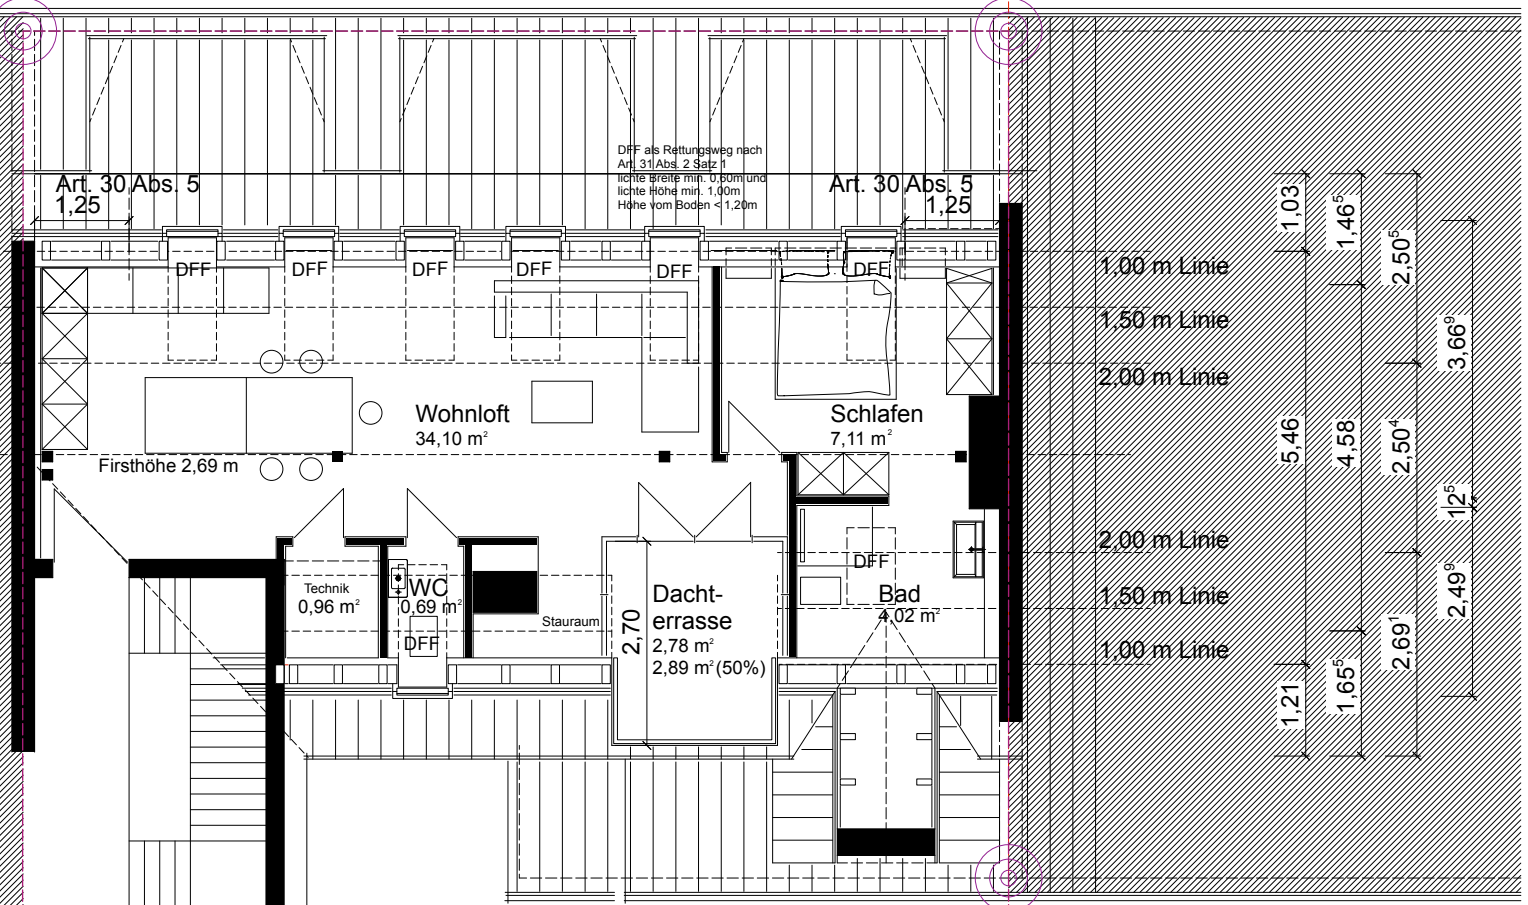 DFF als Rettungsweg nach
Art. 31 Abs. 2 Satz 1
lichte Breite min. 0,60m und
lichte Höhe min. 1,00m
Höhe vom Boden < 1,20m
Art. 30 Abs. 5
1,25
Art. 30 Abs. 5
1,25
DFF
DFF
DFF
DFF
DFF
DFF
1,00 m Linie
1,50 m Linie
2,00 m Linie
Wohnloft
34,10 m²
Schlafen
7,11 m²
Firsthöhe 2,69 m
2,00 m Linie
1,50 m Linie
1,00 m Linie
Technik
0,96 m²
WC
0,69 m²
DFF
Stauraum
2,70
Dacht-
errasse
2,78 m²
2,89 m² (50%)
DFF
Bad
4,02 m²
1,03
5,46
1,21
1,46⁵
4,58
1,65⁵
2,50⁵
2,50⁴
2,69¹
3,66⁹
12⁵
2,49⁹